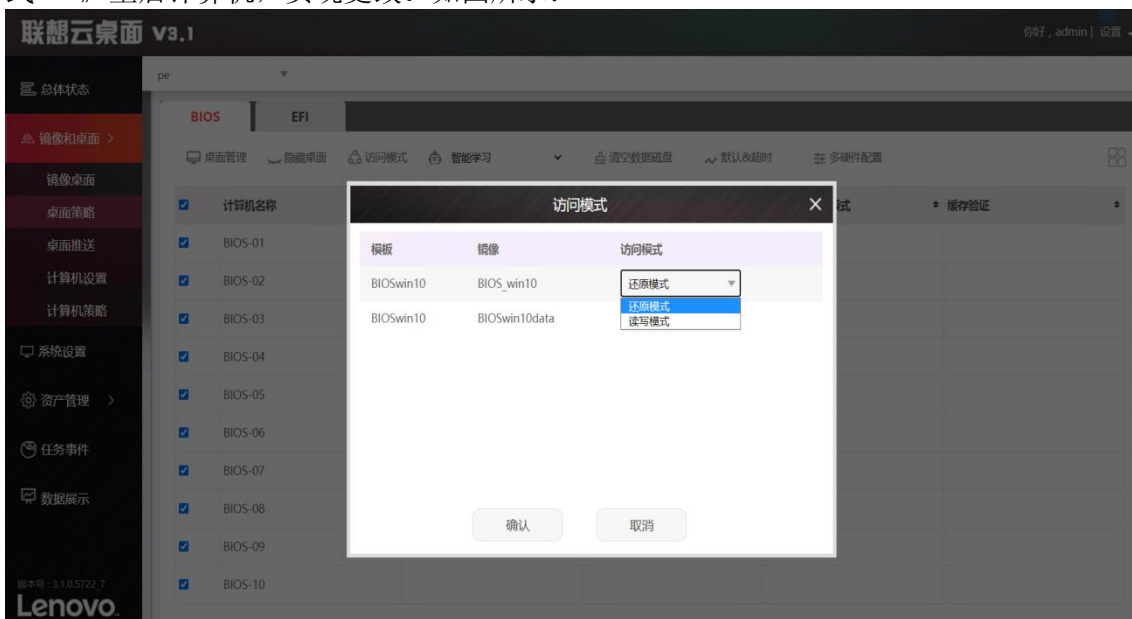 联想云桌面 V3.1
你好，admin | 设置
总体状态
镜像和桌面 >
镜像桌面
桌面策略
桌面推送
计算机设置
计算机策略
系统设置
资产管理 >
任务事件
数据展示
版本号：3.1.0.5722_7
Lenovo.
pe
BIOS EFI
桌面管理 隐藏桌面 访问模式 智能学习 清空数据磁盘 默认&超时 多硬件配置
计算机名称 缓存验证
BIOS-01
BIOS-02
BIOS-03
BIOS-04
BIOS-05
BIOS-06
BIOS-07
BIOS-08
BIOS-09
BIOS-10
访问模式 ×
模板 镜像 访问模式
BIOSwin10 BIOS_win10 还原模式
还原模式
BIOSwin10 BIOSwin10data 读写模式
确认 取消